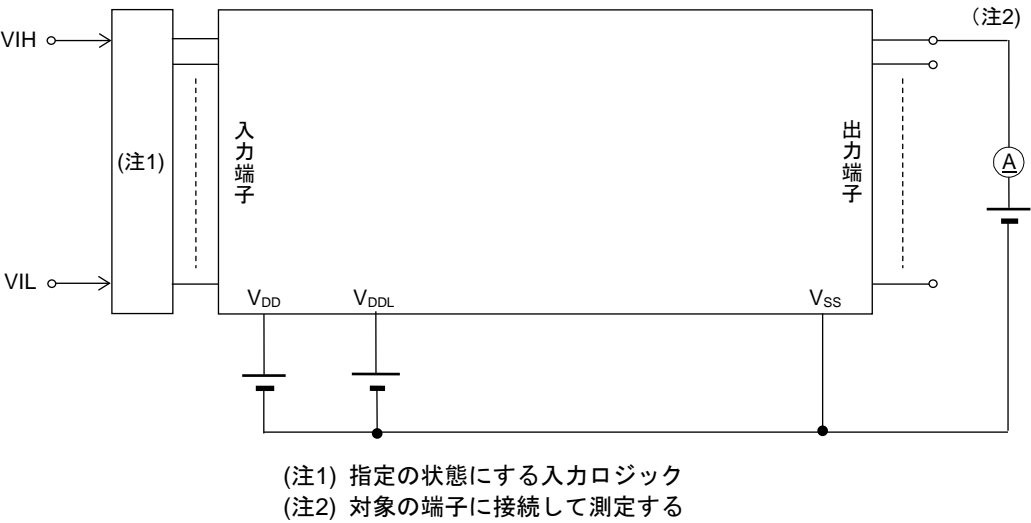 (注2)
VIH
(注1)
入力端子
出力端子
A
VIL
VDD
VDDL
VSS
(注1) 指定の状態にする入力ロジック
(注2) 対象の端子に接続して測定する